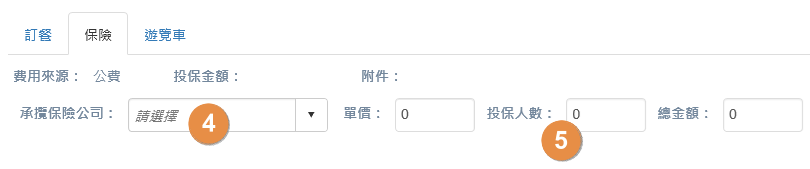 訂餐 保險 遊覽車
費用來源： 公費 投保金額： 附件：
承攬保險公司： 請選擇 4 單價： 0 投保人數： 0 5 總金額： 0